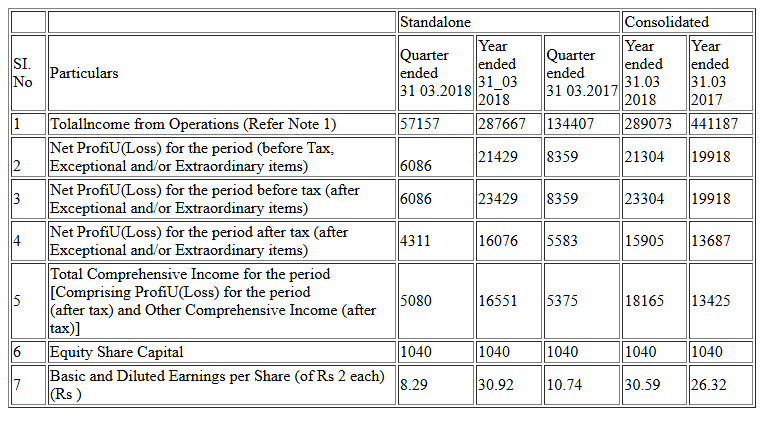 Standalone Consolidated
SI. No Particulars Quarter ended 31 03.2018 Year ended 31_03 2018 Quarter ended 31 03.2017 Year ended 31.03 2018 Year ended 31.03 2017
1 Tolallncome from Operations (Refer Note 1) 57157 287667 134407 289073 441187
2 Net ProfiU(Loss) for the period (before Tax, Exceptional and/or Extraordinary items) 6086 21429 8359 21304 19918
3 Net ProfiU(Loss) for the period before tax (after Exceptional and/or Extraordinary items) 6086 23429 8359 23304 19918
4 Net ProfiU(Loss) for the period after tax (after Exceptional and/or Extraordinary items) 4311 16076 5583 15905 13687
5 Total Comprehensive Income for the period [Comprising ProfiU(Loss) for the period (after tax) and Other Comprehensive Income (after tax)] 5080 16551 5375 18165 13425
6 Equity Share Capital 1040 1040 1040 1040 1040
7 Basic and Diluted Earnings per Share (of Rs 2 each) (Rs ) 8.29 30.92 10.74 30.59 26.32